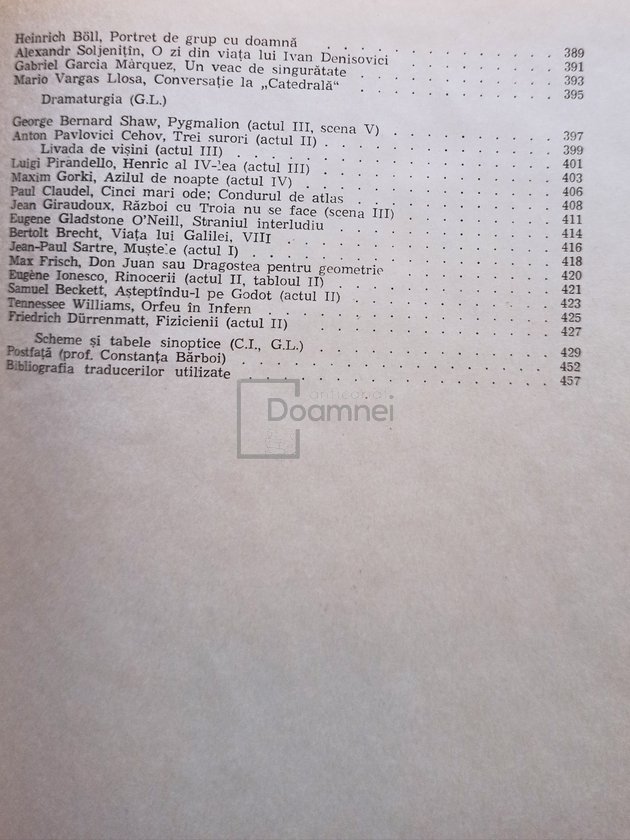 Heinrich Böll, Portret de grup cu doamnă . . . . . . . . . . . 389
Alexandr Soljenițîn, O zi din viața lui Ivan Denisovici . . . . . . . . 391
Gabriel Garcia Màrquez, Un veac de singurătate . . . . . . . . . . 393
Mario Vargas Llosa, Conversație la „Catedrală“ . . . . . . . . . . 395
Dramaturgia (G.L.)
George Bernard Shaw, Pygmalion (actul III, scena V) . . . . . . . . 397
Anton Pavlovici Cehov, Trei surori (actul II) . . . . . . . . . . . 399
Livada de vișini (actul III) . . . . . . . . . . . . . . 401
Luigi Pirandello, Henric al IV-lea (actul III) . . . . . . . . . . . 403
Maxim Gorki, Azilul de noapte (actul IV) . . . . . . . . . . . . 406
Paul Claudel, Cinci mari ode; Condurul de atlas . . . . . . . . . . 408
Jean Giraudoux, Război cu Troia nu se face (scena III) . . . . . . . 411
Eugene Gladstone O'Neill, Straniul interludiu . . . . . . . . . . . 414
Bertolt Brecht, Viața lui Galilei, VIII . . . . . . . . . . . . . 416
Jean-Paul Sartre, Muștele (actul I) . . . . . . . . . . . . . . 418
Max Frisch, Don Juan sau Dragostea pentru geometrie . . . . . . . 420
Eugène Ionesco, Rinocerii (actul II, tabloul II) . . . . . . . . . . 421
Samuel Beckett, Așteptîndu-l pe Godot (actul II) . . . . . . . . . 423
Tennessee Williams, Orfeu în Infern . . . . . . . . . . . . . . 425
Friedrich Dürrenmatt, Fizicienii (actul II) . . . . . . . . . . . . 427
Scheme și tabele sinoptice (C.I., G.L.) . . . . . . . . . . . . 429
Postfață (prof. Constanța Bărboi) . . . . . . . . . . . . . . . 452
Bibliografia traducerilor utilizate . . . . . . . . . . . . . . . 457
anticariat
Doamnei